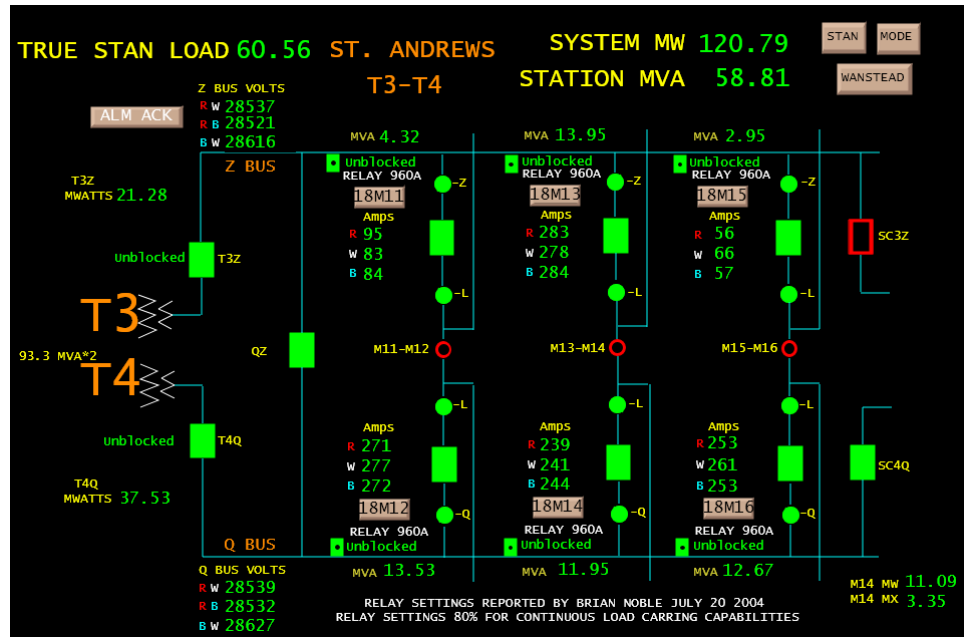 TRUE STAN LOAD 60.56 ST. ANDREWS SYSTEM MW 120.79 STAN MODE
T3-T4 STATION MVA 58.81 WANSTEAD
Z BUS VOLTS
ALM ACK
R W 28537
R B 28521
B W 28616
MVA 4.32 MVA 13.95 MVA 2.95
Z BUS
Unblocked Unblocked Unblocked
RELAY 960A RELAY 960A RELAY 960A
T3Z
MWATTS 21.28
-Z -Z -Z
18M11 18M13 18M15
Amps Amps Amps
R 95 R 283 R 56
W 83 W 278 W 66
B 84 B 284 B 57
SC3Z
Unblocked T3Z
-L -L -L
T3
93.3 MVA*2
QZ M11-M12 M13-M14 M15-M16
T4
-L -L -L
Unblocked T4Q
Amps Amps Amps
R 271 R 239 R 253
W 277 W 241 W 261
B 272 B 244 B 253
SC4Q
T4Q
MWATTS 37.53
18M12 18M14 18M16
-Q -Q -Q
RELAY 960A RELAY 960A RELAY 960A
Q BUS
Unblocked Unblocked Unblocked
Q BUS VOLTS
MVA 13.53 MVA 11.95 MVA 12.67
R W 28539
R B 28532
B W 28627
M14 MW 11.09
M14 MX 3.35
RELAY SETTINGS REPORTED BY BRIAN NOBLE JULY 20 2004
RELAY SETTINGS 80% FOR CONTINUOUS LOAD CARRING CAPABILITIES